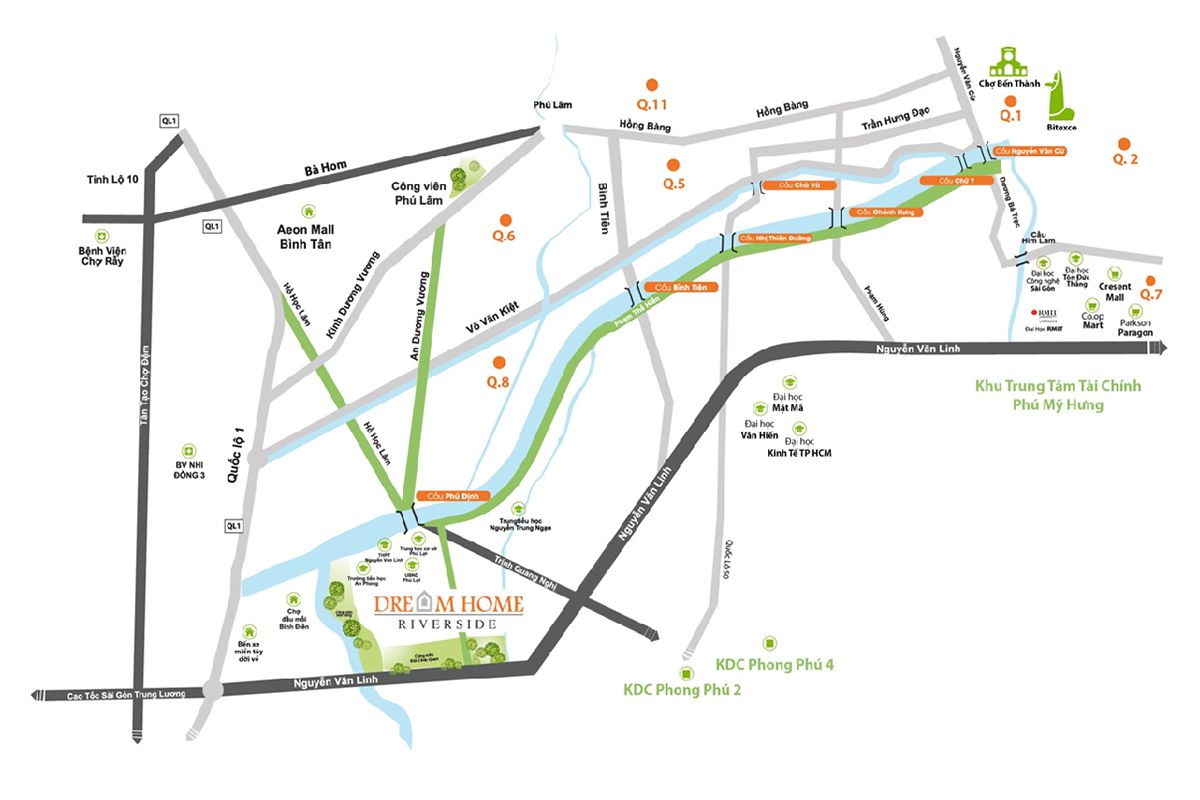 Nguyễn Văn Cừ
Chợ Bến Thành
Q.1
Bitexco
Q. 2
Phú Lâm
Q.11
Hồng Bàng
Hồng Bàng
Trần Hưng Đạo
QL1
Tỉnh Lộ 10
Bà Hom
Công viên
Phú Lâm
Q.5
Cầu Nguyễn Văn Cừ
Cầu Chà Và
Cầu Chữ Y
Bình Tiên
Dương Bá Trạc
QL1
Aeon Mall
Bình Tân
Q.6
Cầu Chánh Hưng
Cầu Nhị Thiên Đường
Cầu
Him Lam
Bệnh Viện
Chợ Rẫy
Hồ Học Lãm
Kinh Dương Vương
An Dương Vương
Võ Văn Kiệt
Cầu Bình Tiên
Phạm Thế Hiển
Phạm Hùng
Đại học
Công nghệ
Sài Gòn
Đại học
Tôn Đức
Thắng
Cresent
Mall
Q.7
RMIT
Đại Học RMIT
Co.op
Mart
Parkson
Paragon
Nguyễn Văn Linh
Tân Tạo Chợ Đệm
Q.8
Khu Trung Tâm Tài Chính
Phú Mỹ Hưng
Đại học
Mật Mã
Đại học
Văn Hiến
Đại học
Kinh Tế TP HCM
Hồ Học Lãm
Quốc lộ 1
BV NHI
ĐỒNG 3
Cầu Phú Định
Nguyễn Văn Linh
QL1
Trung tiểu học
Nguyễn Trung Ngạn
THPT
Nguyễn Văn Linh
Trung học cơ sở
Phú Lợi
Trường tiểu học
An Phong
UBND
Phú Lợi
Trịnh Quang Nghị
Quốc Lộ 50
DREAM HOME
RIVERSIDE
Chợ
đầu mối
Bình Điền
Bến xe
miền tây
dời về
KDC Phong Phú 4
KDC Phong Phú 2
Nguyễn Văn Linh
Cao Tốc Sài Gòn Trung Lương